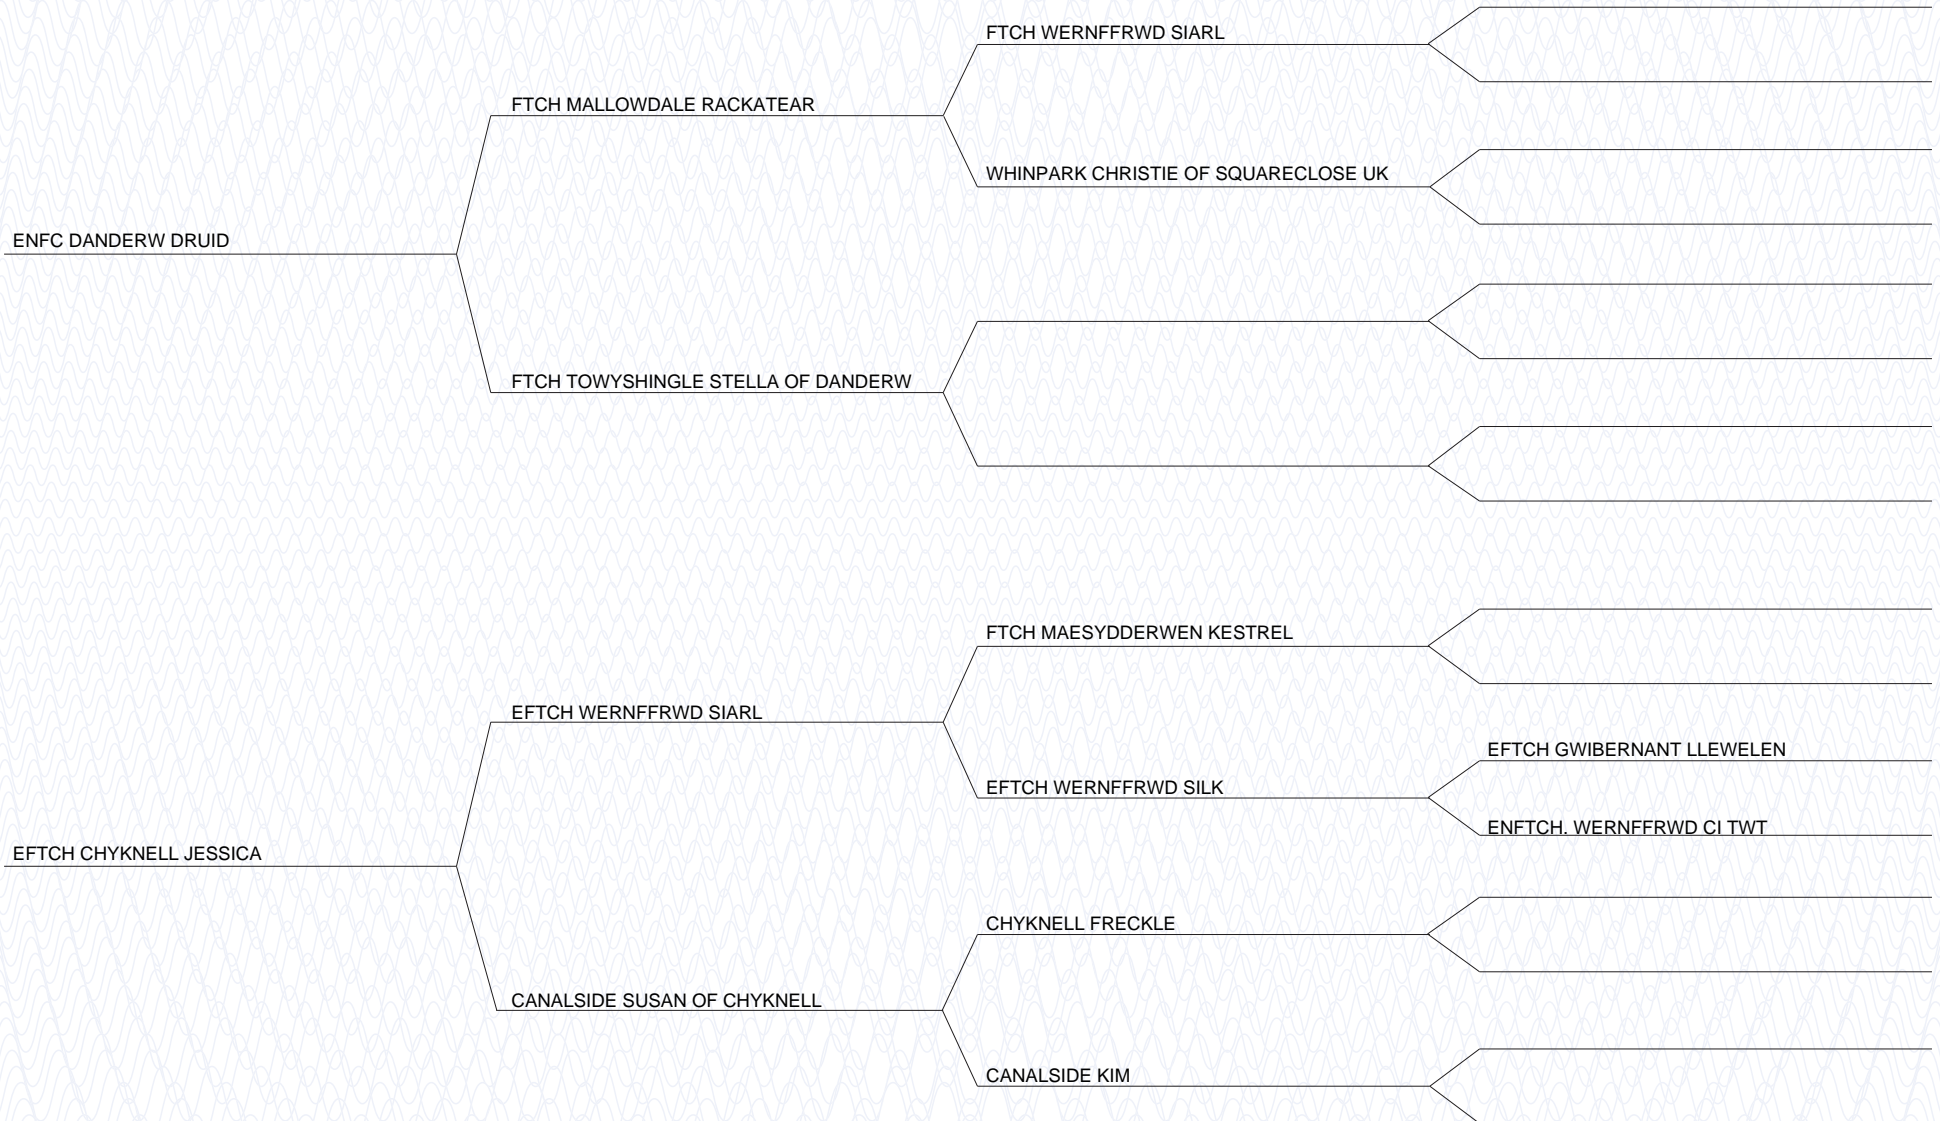 FTCH WERNFFRWD SIARL
FTCH MALLOWDALE RACKATEAR
WHINPARK CHRISTIE OF SQUARECLOSE UK
ENFC DANDERW DRUID
FTCH TOWYSHINGLE STELLA OF DANDERW
FTCH MAESYDDERWEN KESTREL
EFTCH WERNFFRWD SIARL
EFTCH GWIBERNANT LLEWELEN
EFTCH WERNFFRWD SILK
ENFTCH. WERNFFRWD CI TWT
EFTCH CHYKNELL JESSICA
CHYKNELL FRECKLE
CANALSIDE SUSAN OF CHYKNELL
CANALSIDE KIM